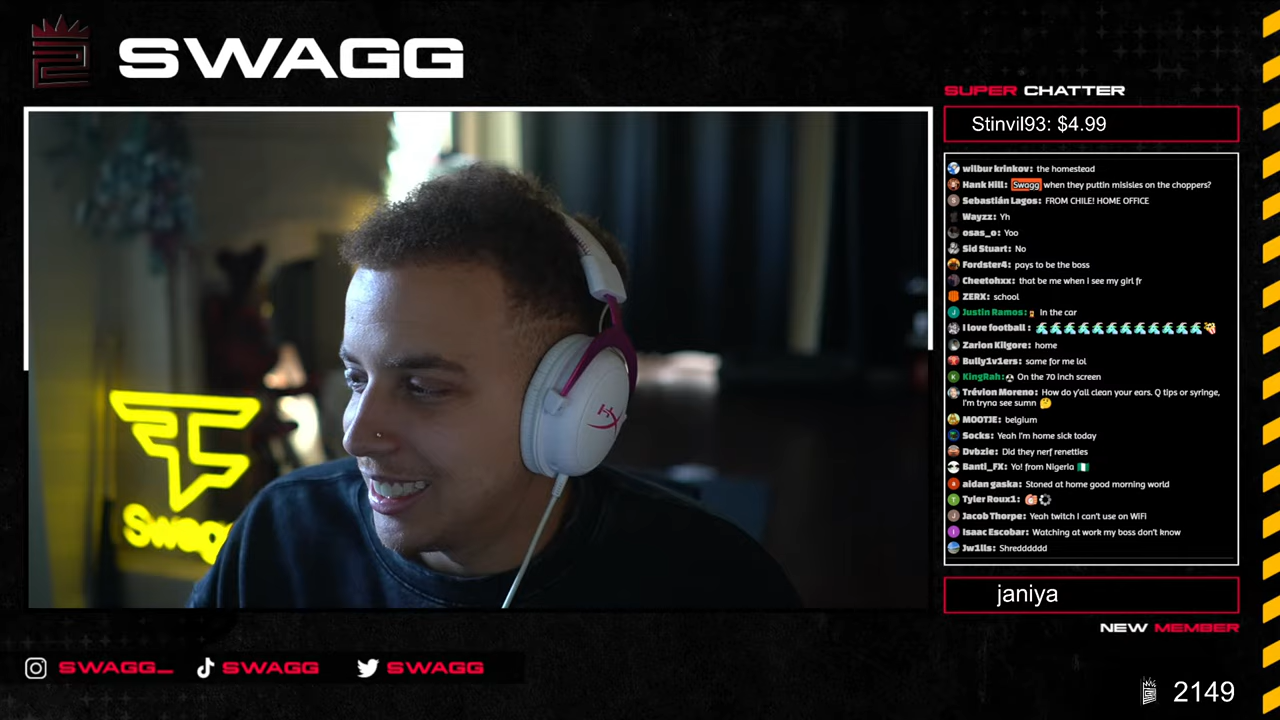 SWAGG
SUPER CHATTER
Stinvil93: $4.99
wilbur krinkov: the homestead
Hank Hill: Swagg when they puttin misisles on the choppers?
Sebastián Lagos: FROM CHILE! HOME OFFICE
Wayzz: Yh
osas_o: Yoo
Sid Stuart: No
Fordster4: pays to be the boss
Cheetohxx: that be me when I see my girl fr
ZERX: school
Justin Ramos: In the car
I love football :
Zarion Kilgore: home
Bully1v1ers: same for me lol
KingRah: On the 70 inch screen
Trévion Moreno: How do y'all clean your ears. Q tips or syringe,
I'm tryna see sumn
MOOTJE: belgium
Socks: Yeah I'm home sick today
Dvbzie: Did they nerf renetties
Banti_FX: Yo! from Nigeria
aidan gaska: Stoned at home good morning world
Tyler Roux1:
Jacob Thorpe: Yeah twitch I can't use on WIFI
Isaac Escobar: Watching at work my boss don't know
Jw1lls: Shredddddd
janiya
NEW MEMBER
Swagg
SWAGG_ SWAGG SWAGG
2149